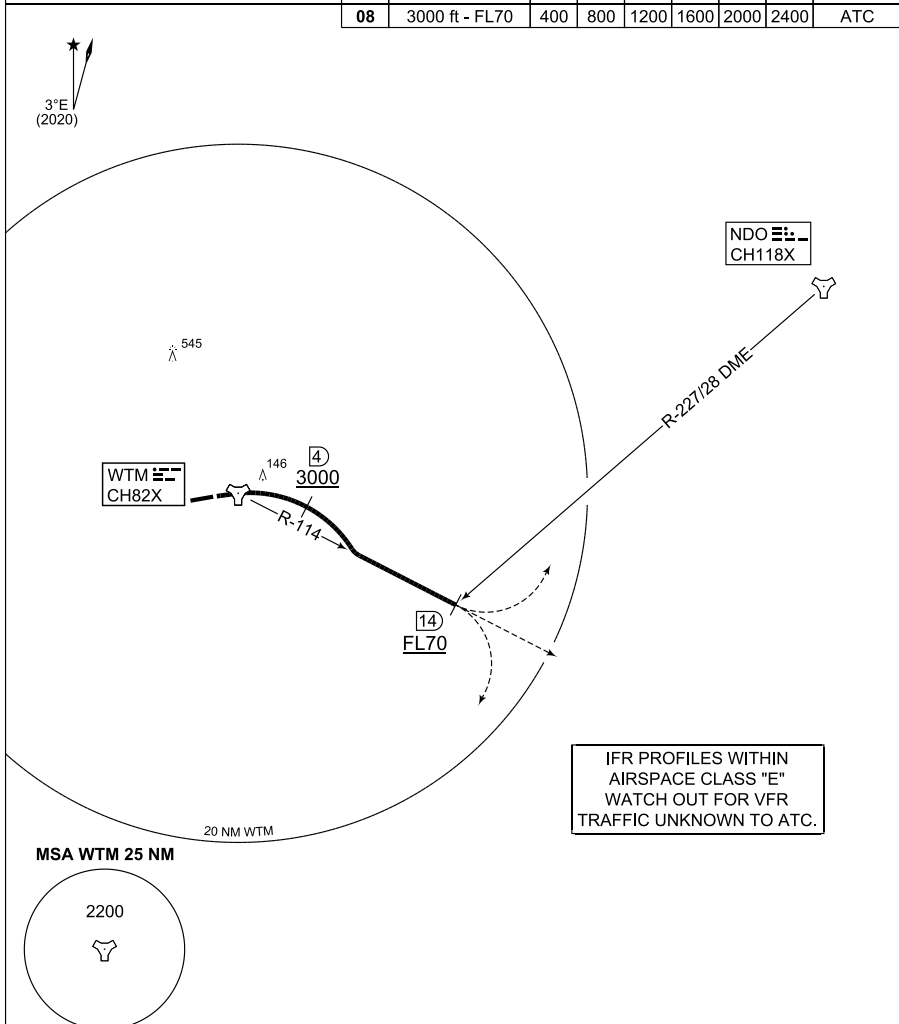 08 3000 ft - FL70 400 800 1200 1600 2000 2400 ATC
3°E
(2020)
NDO
CH118X
545
R-227/28 DME
146
4
3000
WTM
CH82X
R-114
14
FL70
IFR PROFILES WITHIN
AIRSPACE CLASS "E"
WATCH OUT FOR VFR
TRAFFIC UNKNOWN TO ATC.
20 NM WTM
MSA WTM 25 NM
2200